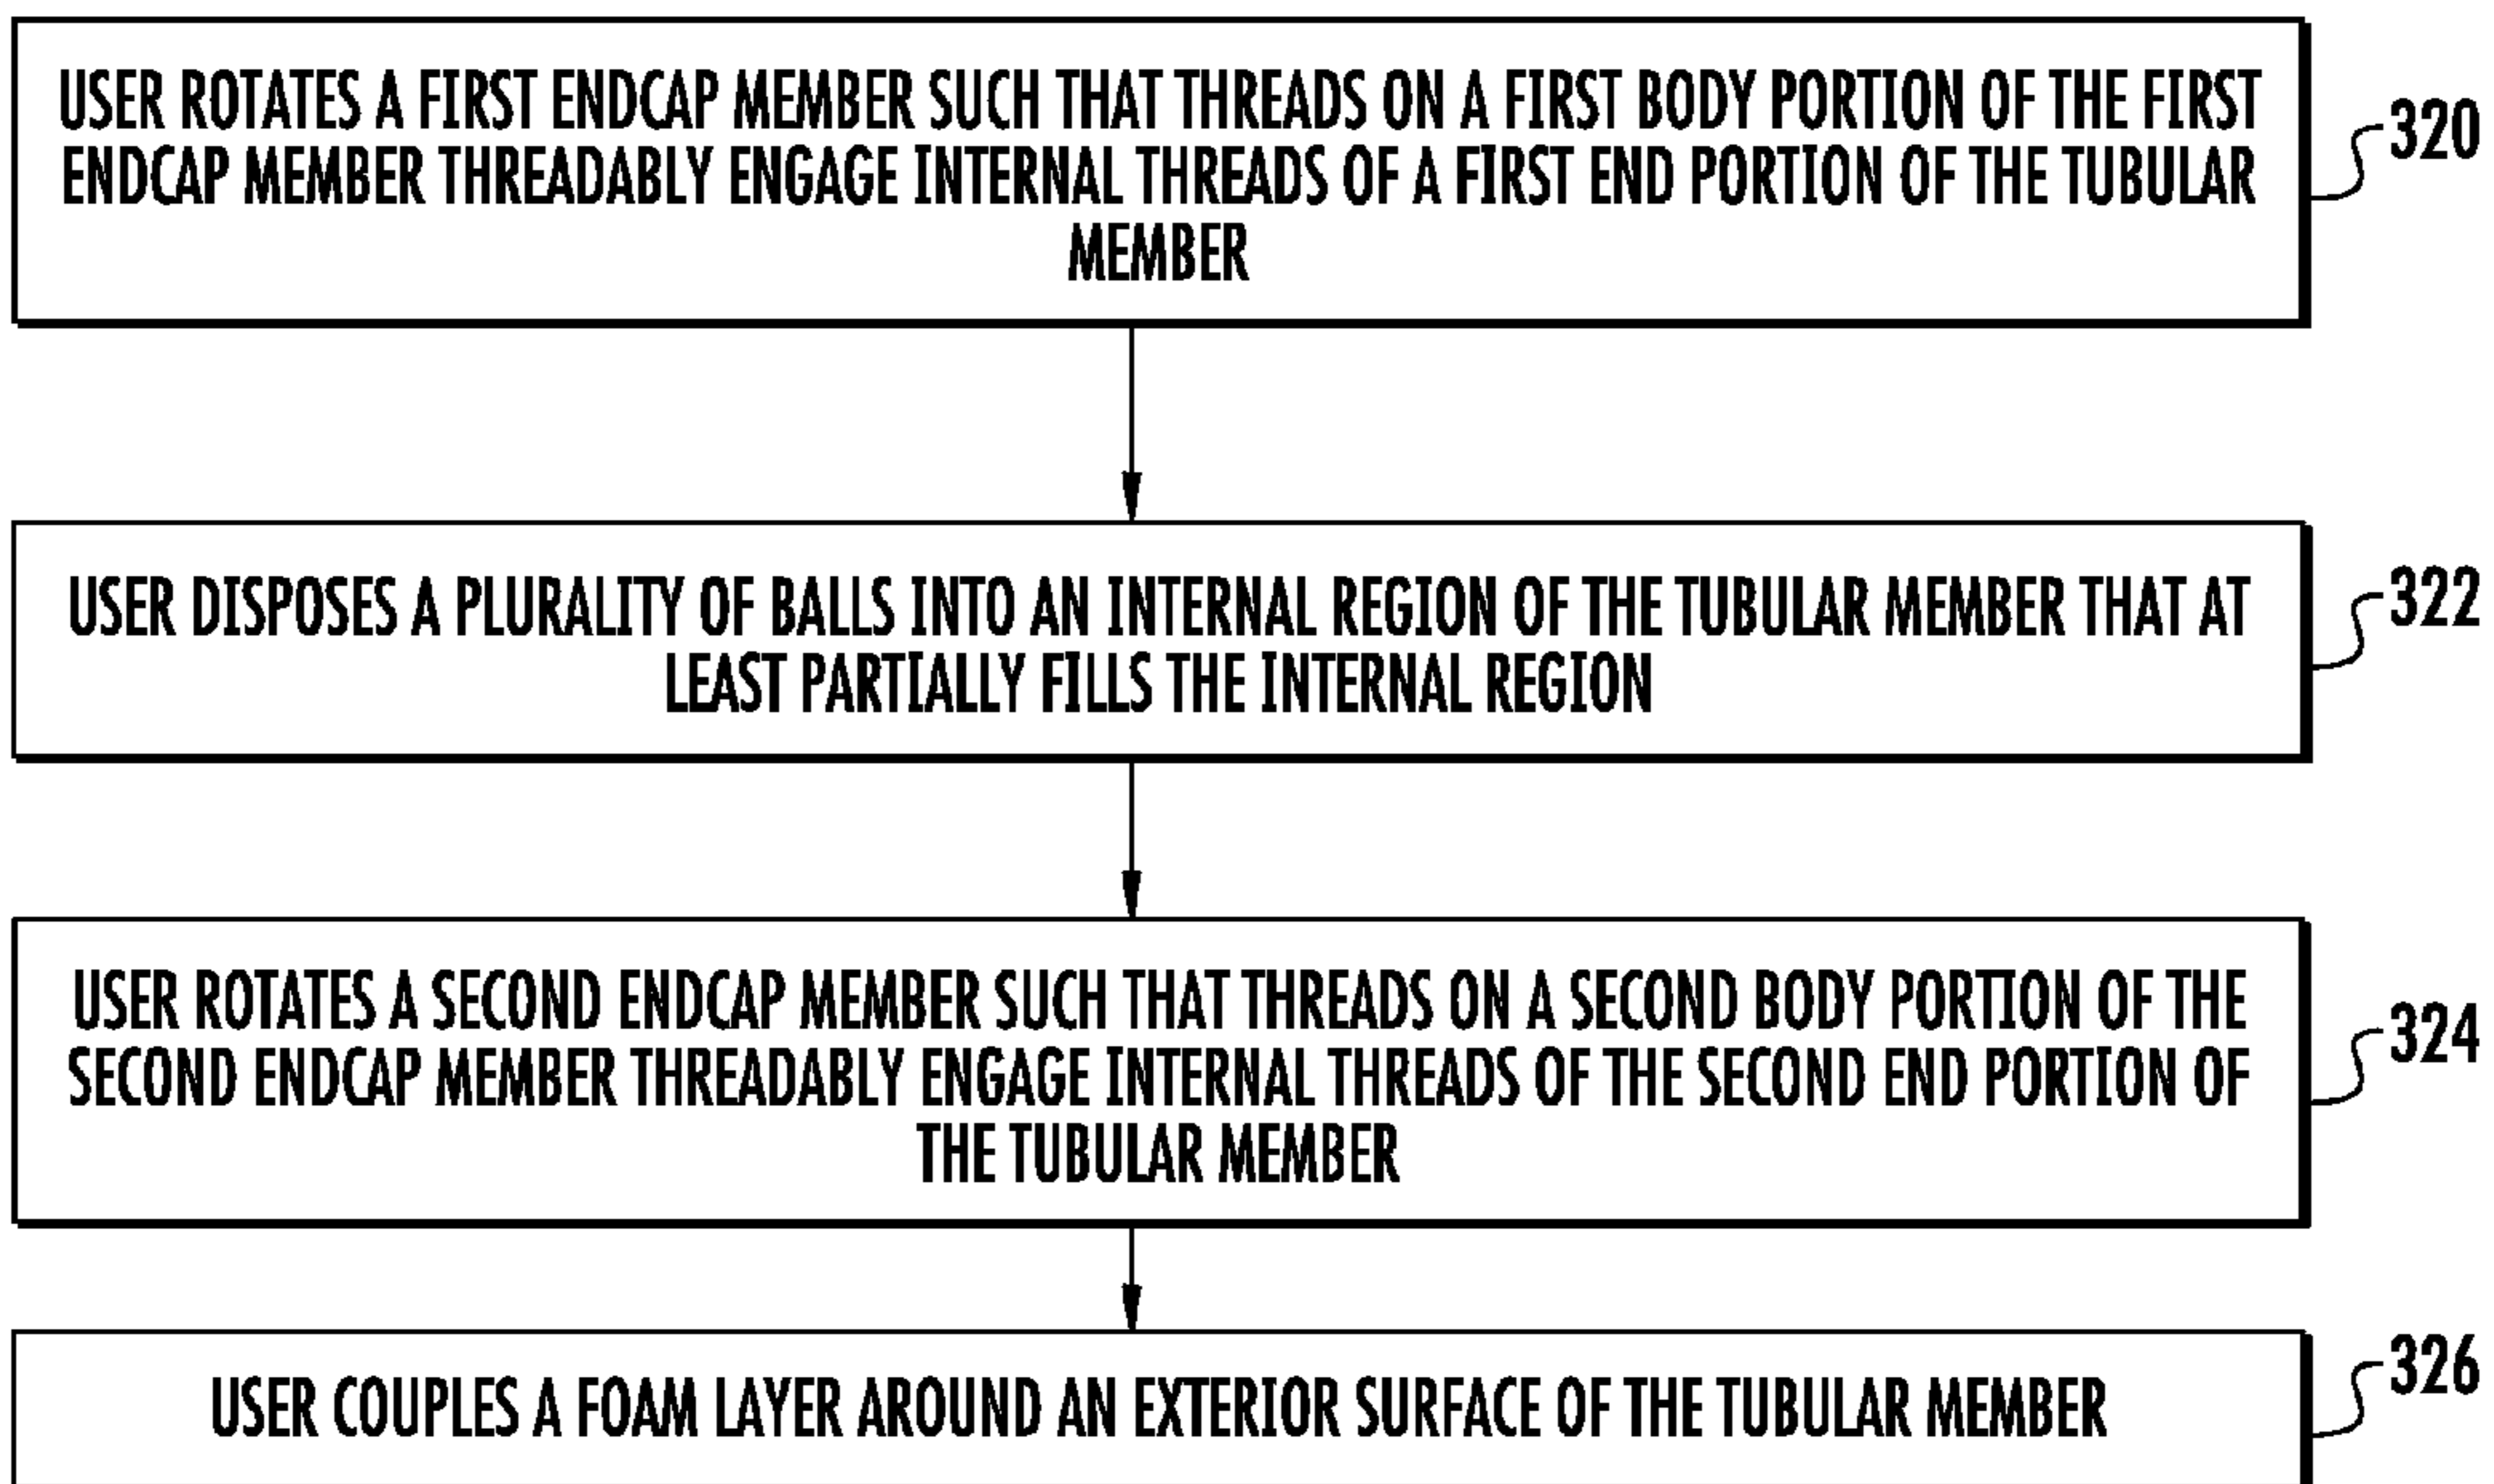 USER ROTATES A FIRST ENDCAP MEMBER SUCH THAT THREADS ON A FIRST BODY PORTION OF THE FIRST
ENDCAP MEMBER THREADABLY ENGAGE INTERNAL THREADS OF A FIRST END PORTION OF THE TUBULAR
MEMBER
320
USER DISPOSES A PLURALITY OF BALLS INTO AN INTERNAL REGION OF THE TUBULAR MEMBER THAT AT
LEAST PARTIALLY FILLS THE INTERNAL REGION
322
USER ROTATES A SECOND ENDCAP MEMBER SUCH THAT THREADS ON A SECOND BODY PORTION OF THE
SECOND ENDCAP MEMBER THREADABLY ENGAGE INTERNAL THREADS OF THE SECOND END PORTION OF
THE TUBULAR MEMBER
324
USER COUPLES A FOAM LAYER AROUND AN EXTERIOR SURFACE OF THE TUBULAR MEMBER
326